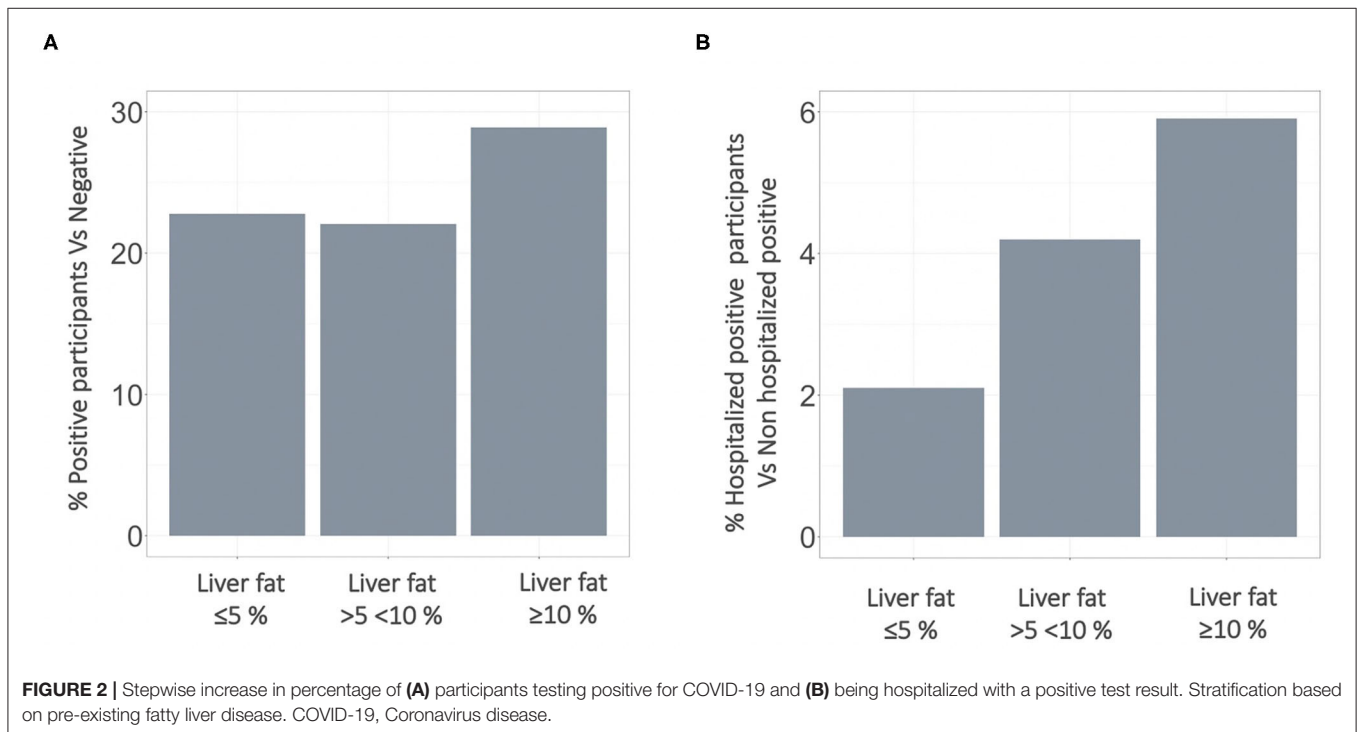 A
% Positive participants Vs Negative
30
20
10
0
Liver fat
≤5 %
Liver fat
>5 <10 %
Liver fat
≥10 %
B
% Hospitalized positive participants
Vs Non hospitalized positive
6
4
2
0
Liver fat
≤5 %
Liver fat
>5 <10 %
Liver fat
≥10 %
FIGURE 2 | Stepwise increase in percentage of (A) participants testing positive for COVID-19 and (B) being hospitalized with a positive test result. Stratification based
on pre-existing fatty liver disease. COVID-19, Coronavirus disease.